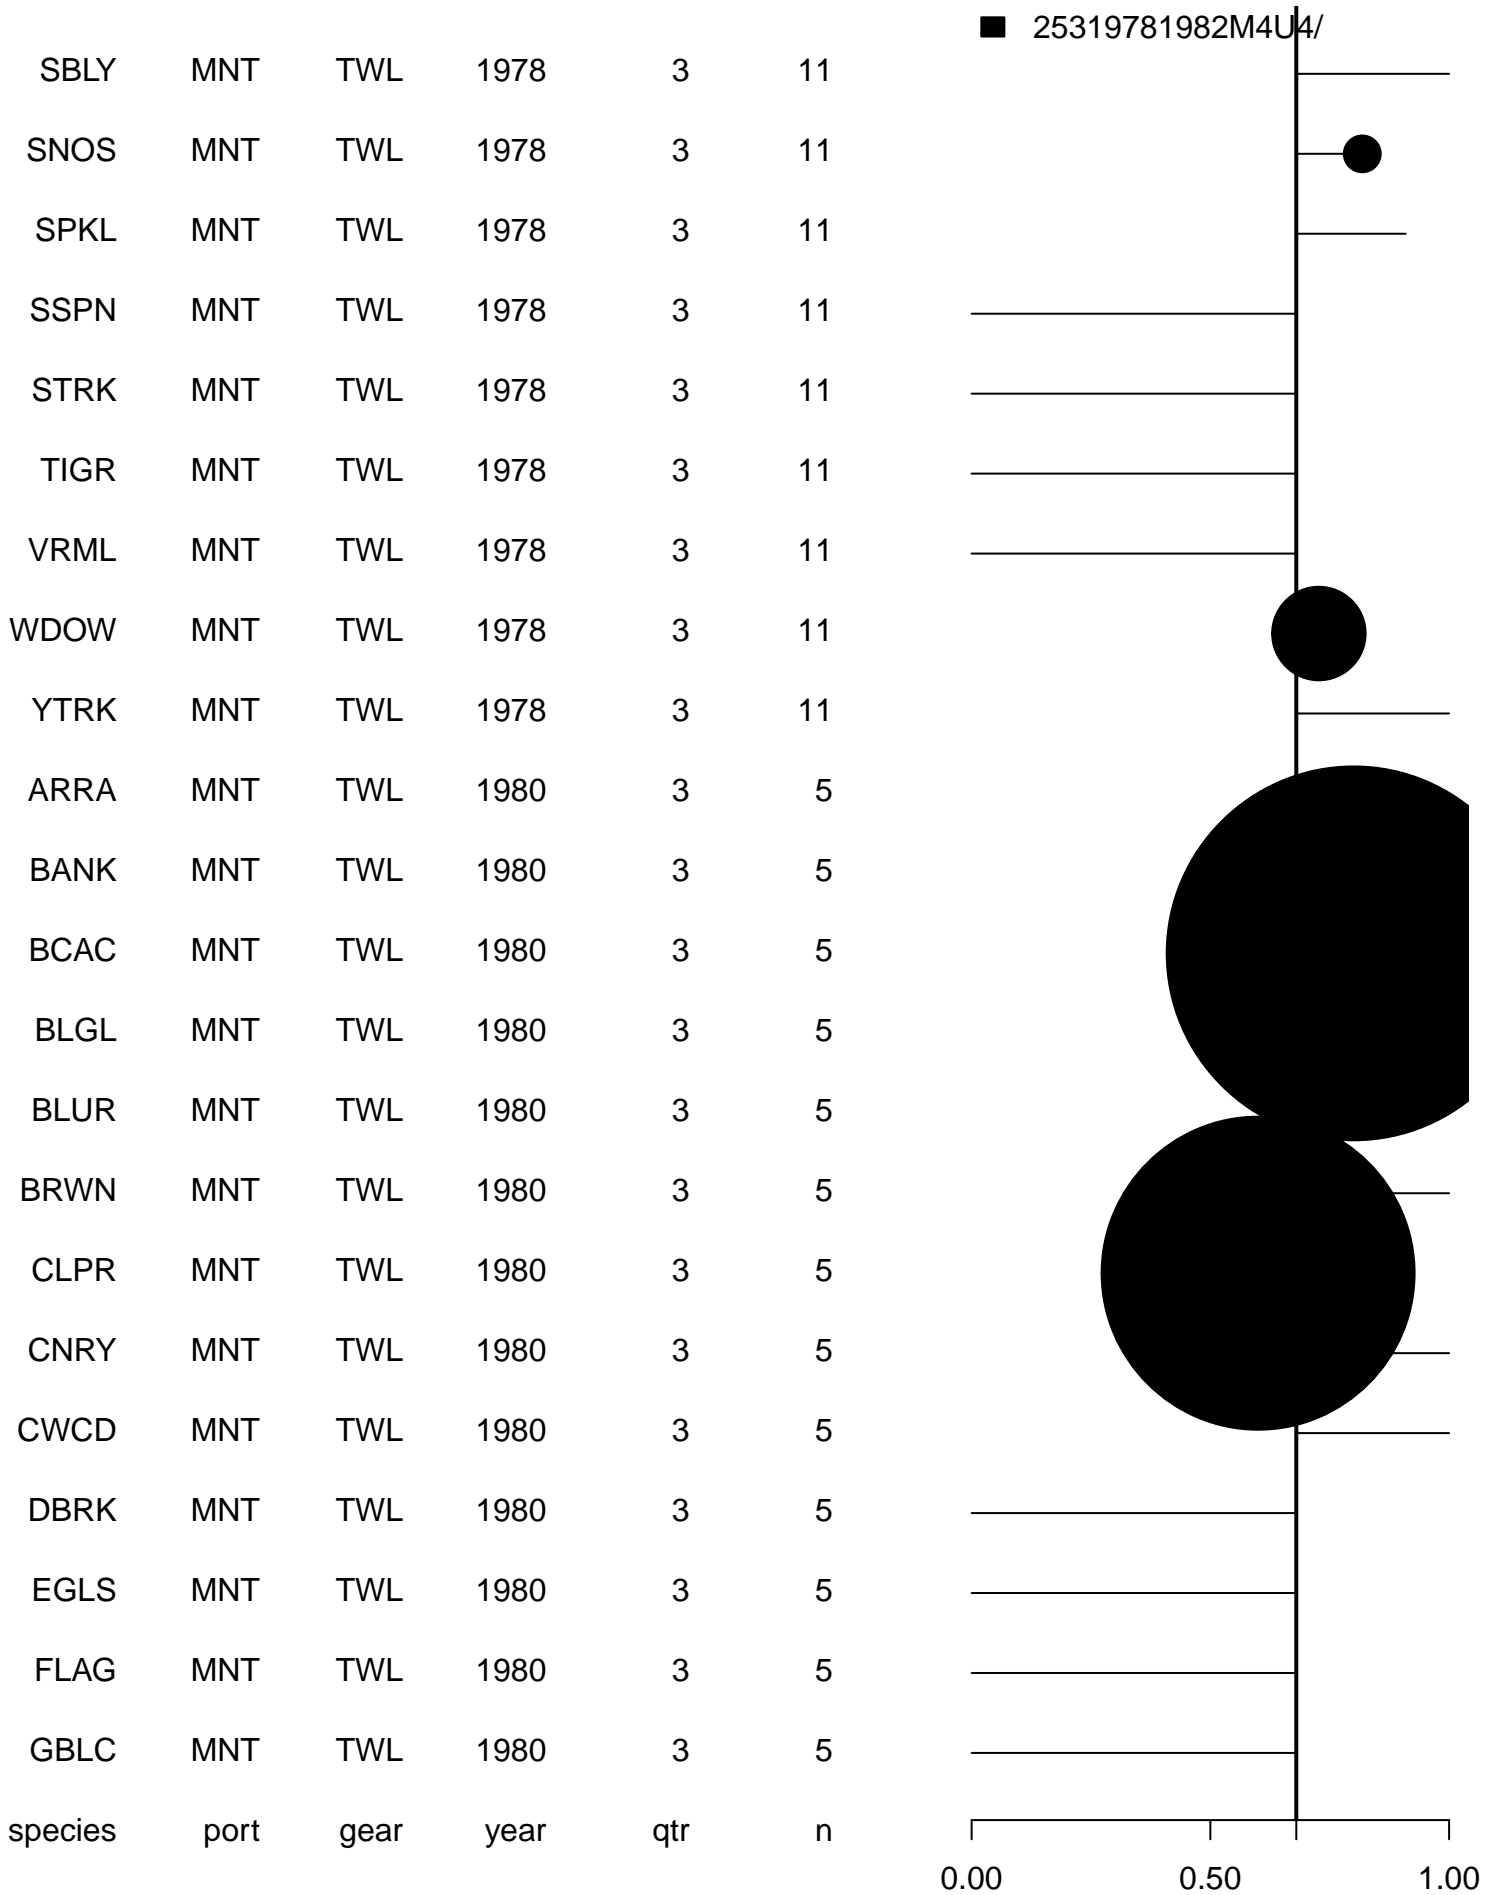 25319781982M4U4/
SBLY MNT TWL 1978 3 11
SNOS MNT TWL 1978 3 11
SPKL MNT TWL 1978 3 11
SSPN MNT TWL 1978 3 11
STRK MNT TWL 1978 3 11
TIGR MNT TWL 1978 3 11
VRML MNT TWL 1978 3 11
WDOW MNT TWL 1978 3 11
YTRK MNT TWL 1978 3 11
ARRA MNT TWL 1980 3 5
BANK MNT TWL 1980 3 5
BCAC MNT TWL 1980 3 5
BLGL MNT TWL 1980 3 5
BLUR MNT TWL 1980 3 5
BRWN MNT TWL 1980 3 5
CLPR MNT TWL 1980 3 5
CNRY MNT TWL 1980 3 5
CWCD MNT TWL 1980 3 5
DBRK MNT TWL 1980 3 5
EGLS MNT TWL 1980 3 5
FLAG MNT TWL 1980 3 5
GBLC MNT TWL 1980 3 5
species port gear year qtr n
0.00 0.50 1.00